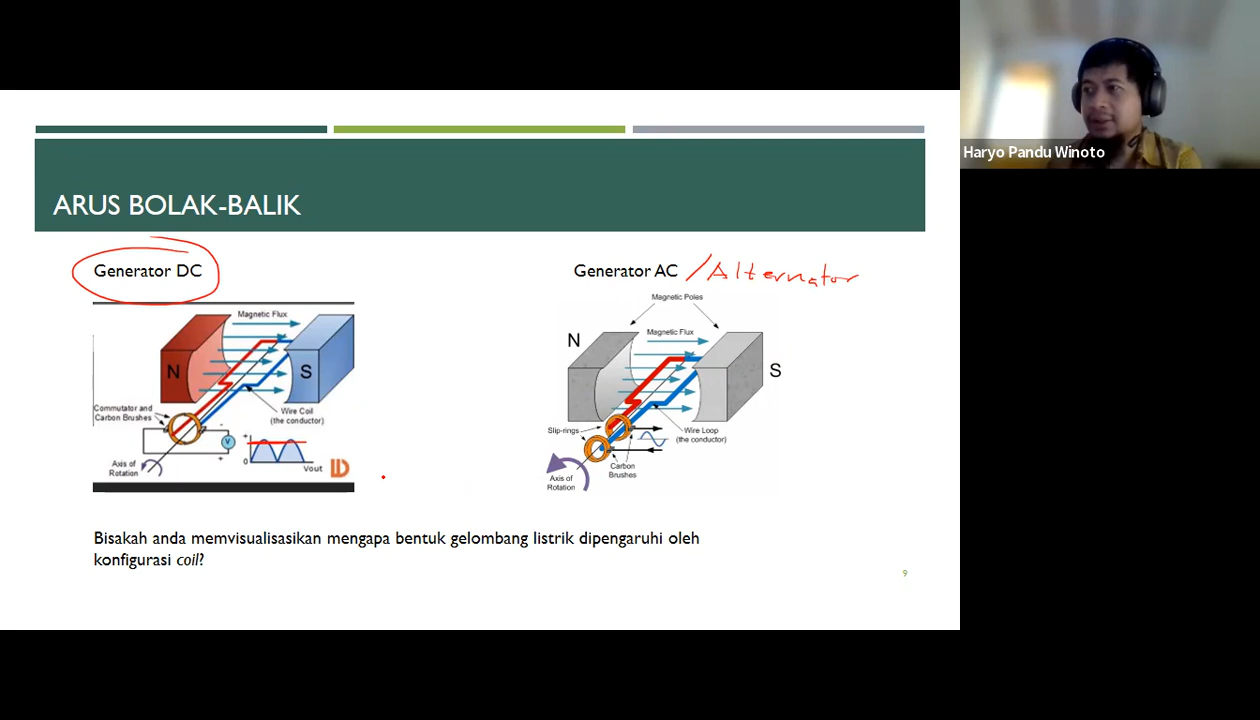 Haryo Pandu Winoto
ARUS BOLAK-BALIK
Generator DC
Magnetic Flux
N
S
Commutator and
Carbon Brushes
Wire Coil
(the conductor)
-
V
+
+
0
Vout
Axis of
Rotation
Generator AC /Alternator
Magnetic Poles
N
Magnetic Flux
S
Slip-rings
Wire Loop
(the conductor)
Carbon
Brushes
Axis of
Rotation
Bisakah anda memvisualisasikan mengapa bentuk gelombang listrik dipengaruhi oleh
konfigurasi coil?
9